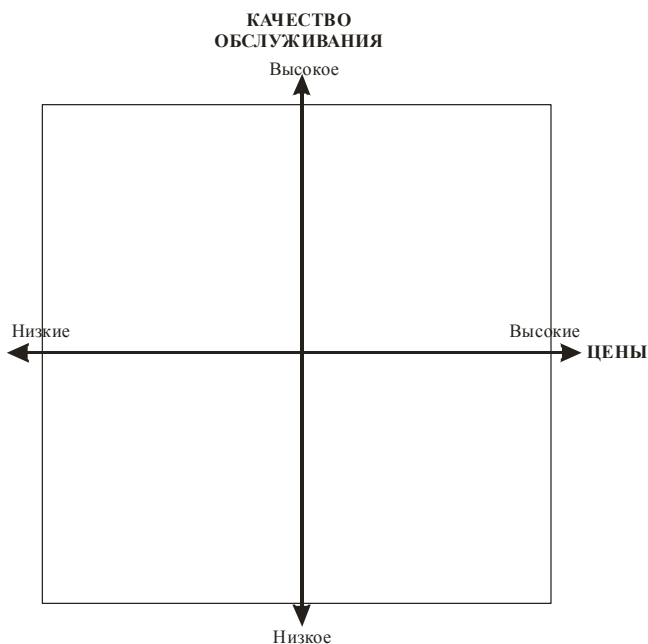 КАЧЕСТВО
ОБСЛУЖИВАНИЯ
Высокое
Низкие
Высокие
ЦЕНЫ
Низкое